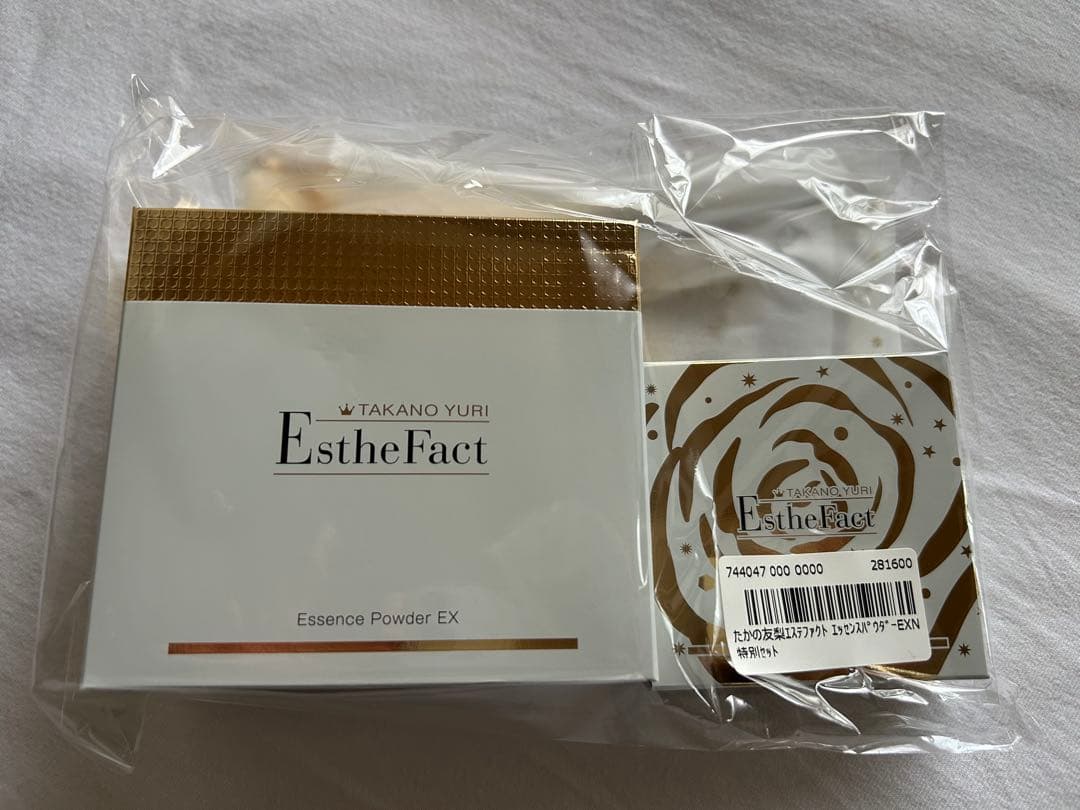 TAKANO YURI
EstheFact
Essence Powder EX
TAKANO YURI
EstheFact
744047 000 0000 281600
たかの友梨ｴｽﾃﾌｧｸﾄ ｴｯｾﾝｽﾊﾟｳﾀﾞｰEXN
特別ｾｯﾄ